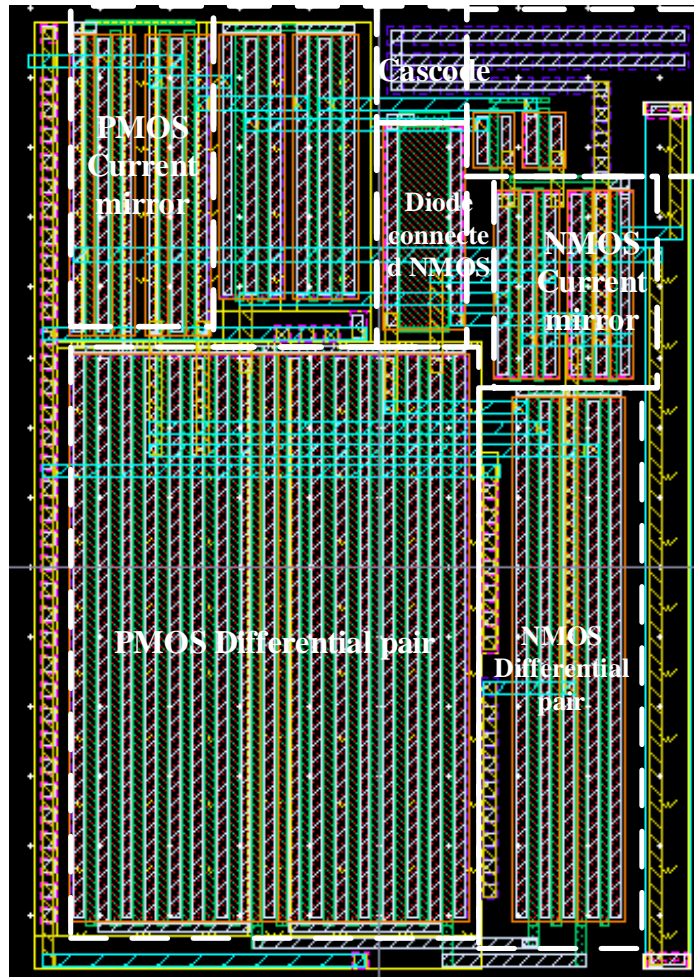 Cascode
PMOS
Current
mirror
Diode
connecte
d NMOS
NMOS
Current
mirror
PMOS Differential pair
NMOS
Differential
pair